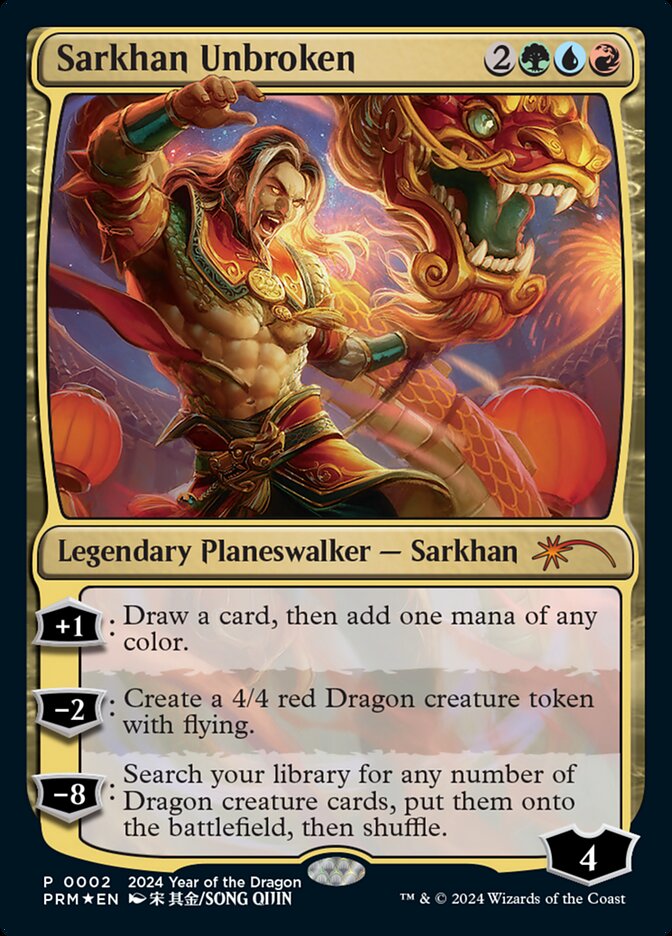 Sarkhan Unbroken 2
Legendary Planeswalker — Sarkhan
+1: Draw a card, then add one mana of any
color.
−2: Create a 4/4 red Dragon creature token
with flying.
−8: Search your library for any number of
Dragon creature cards, put them onto
the battlefield, then shuffle.
4
P 0002 2024 Year of the Dragon
PRM★EN 宋 其金/SONG QIJIN
™ & © 2024 Wizards of the Coast